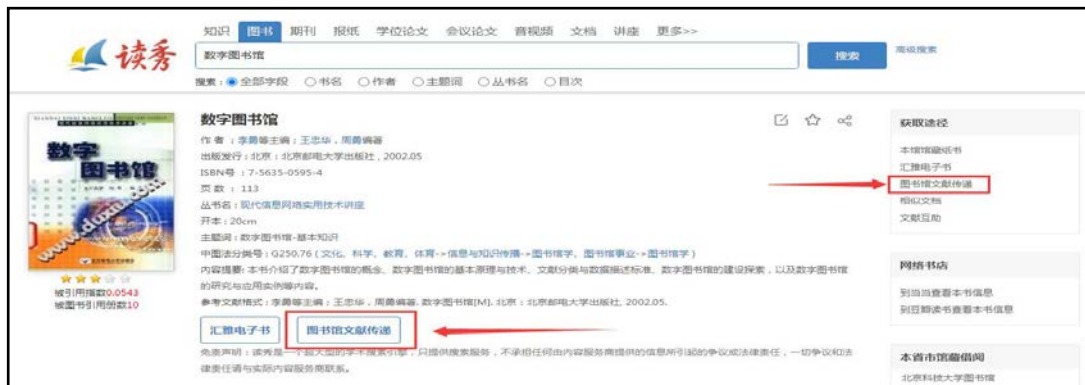 读秀
知识 图书 期刊 报纸 学位论文 会议论文 音视频 文档 讲座 更多>>
数字图书馆
搜索
高级搜索
搜索: 全部字段 书名 作者 主题词 丛书名 目次
数字
图书馆
www.duxiu.com
被引用指数0.0543
被图书引用册数10
数字图书馆
作 者 : 李勇等主编 ; 王忠华 , 周勇编著
出版发行 : 北京 : 北京邮电大学出版社 , 2002.05
ISBN号 : 7-5635-0595-4
页 数 : 113
丛书名 : 现代信息网络实用技术讲座
开本 : 20cm
主题词 : 数字图书馆-基本知识
中图法分类号 : G250.76 ( 文化、科学、教育、体育->信息与知识传播->图书馆学、图书馆事业->图书馆学 )
内容提要: 本书介绍了数字图书馆的概念、数字图书馆的基本原理与技术、文献分类与数据描述标准、数字图书馆的建设探索，以及数字图书馆
的研究与应用实例等内容。
参考文献格式 : 李勇等主编 ; 王忠华 , 周勇编著. 数字图书馆[M]. 北京 : 北京邮电大学出版社, 2002.05.
汇雅电子书
图书馆文献传递
免责声明 : 读秀是一个超大型的学术搜索引擎，只提供搜索服务，不承担任何由内容服务商提供的信息所引起的争议或法律责任，一切争议和法
律责任请与实际内容服务商联系。
获取途径
本馆馆藏纸书
汇雅电子书
图书馆文献传递
相似文档
文献互助
网络书店
到当当查看本书信息
到豆瓣读书查看本书信息
本省市馆藏借阅
北京科技大学图书馆